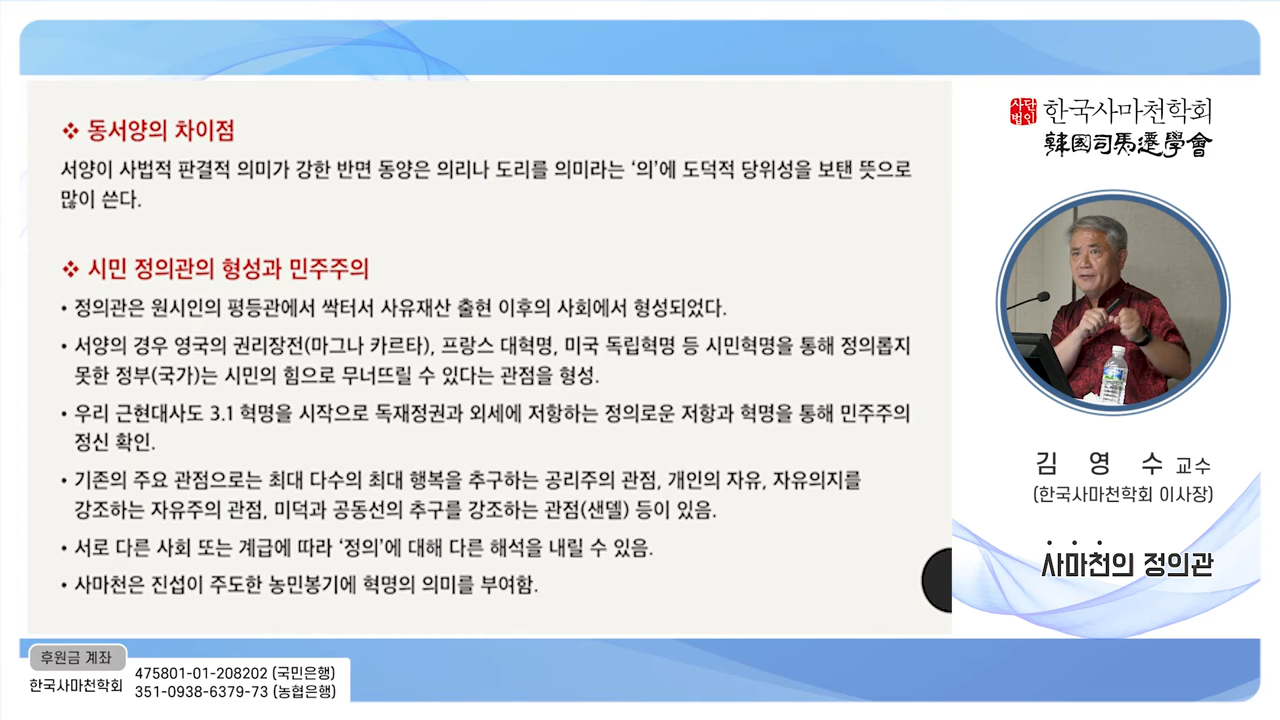 ❖ 동서양의 차이점
서양이 사법적 판결적 의미가 강한 반면 동양은 의리나 도리를 의미라는 ‘의’에 도덕적 당위성을 보탠 뜻으로
많이 쓴다.
❖ 시민 정의관의 형성과 민주주의
• 정의관은 원시인의 평등관에서 싹터서 사유재산 출현 이후의 사회에서 형성되었다.
• 서양의 경우 영국의 권리장전(마그나 카르타), 프랑스 대혁명, 미국 독립혁명 등 시민혁명을 통해 정의롭지
못한 정부(국가)는 시민의 힘으로 무너뜨릴 수 있다는 관점을 형성.
• 우리 근현대사도 3.1 혁명을 시작으로 독재정권과 외세에 저항하는 정의로운 저항과 혁명을 통해 민주주의
정신 확인.
• 기존의 주요 관점으로는 최대 다수의 최대 행복을 추구하는 공리주의 관점, 개인의 자유, 자유의지를
강조하는 자유주의 관점, 미덕과 공동선의 추구를 강조하는 관점(샌델) 등이 있음.
• 서로 다른 사회 또는 계급에 따라 ‘정의’에 대해 다른 해석을 내릴 수 있음.
• 사마천은 진섭이 주도한 농민봉기에 혁명의 의미를 부여함.
사단법인 한국사마천학회
韓國司馬遷學會
김 영 수 교수
(한국사마천학회 이사장)
사마천의 정의관
후원금 계좌
한국사마천학회
475801-01-208202 (국민은행)
351-0938-6379-73 (농협은행)